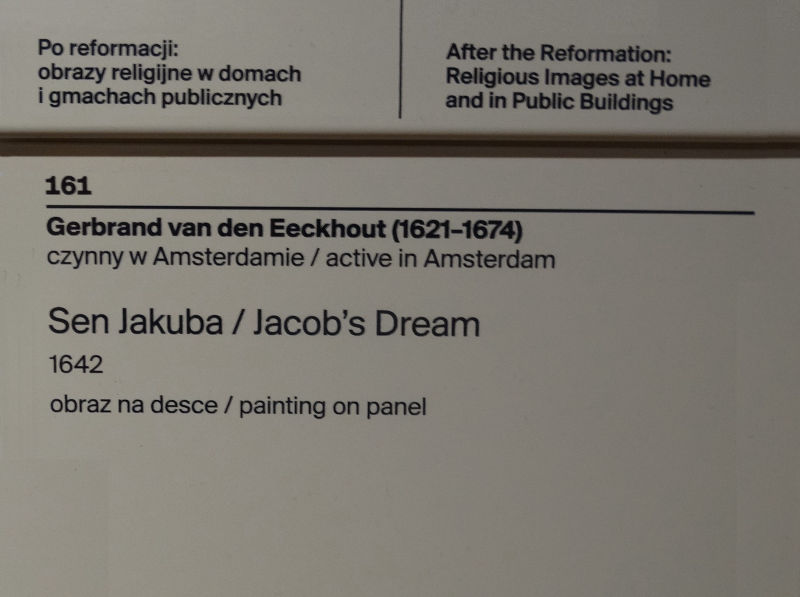 Po reformacji:
obrazy religijne w domach
i gmachach publicznych
After the Reformation:
Religious Images at Home
and in Public Buildings
161
Gerbrand van den Eeckhout (1621–1674)
czynny w Amsterdamie / active in Amsterdam
Sen Jakuba / Jacob's Dream
1642
obraz na desce / painting on panel